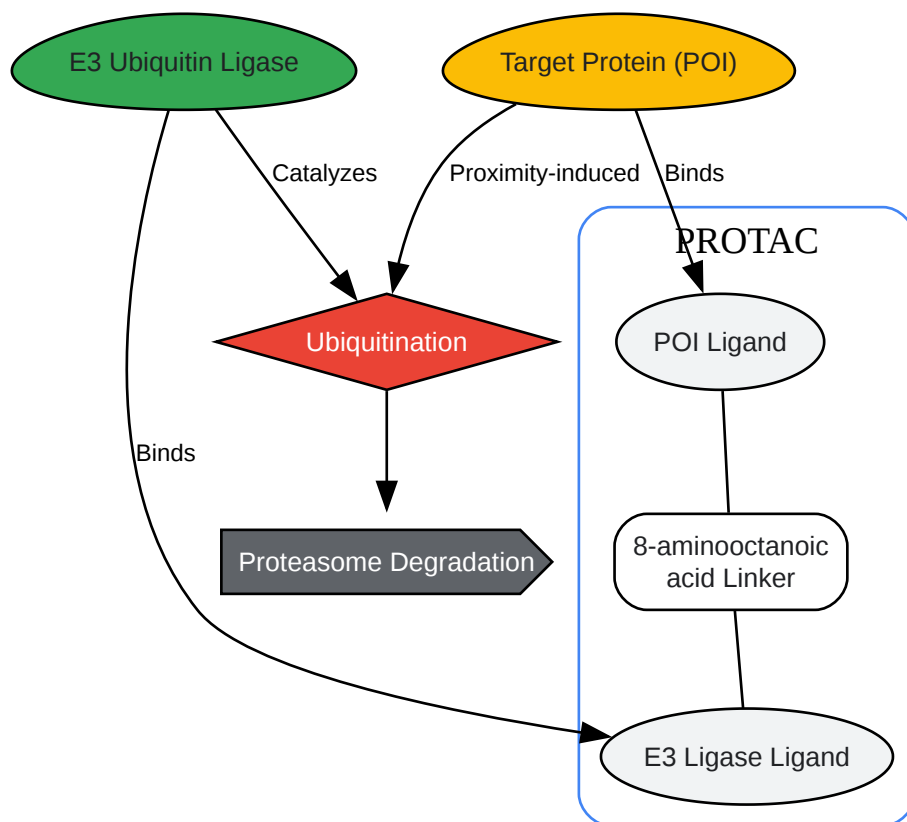 E3 Ubiquitin Ligase
Target Protein (POI)
Catalyzes
Proximity-induced
Binds
PROTAC
Ubiquitination
POI Ligand
Binds
Proteasome Degradation
8-aminooctanoic
acid Linker
E3 Ligase Ligand